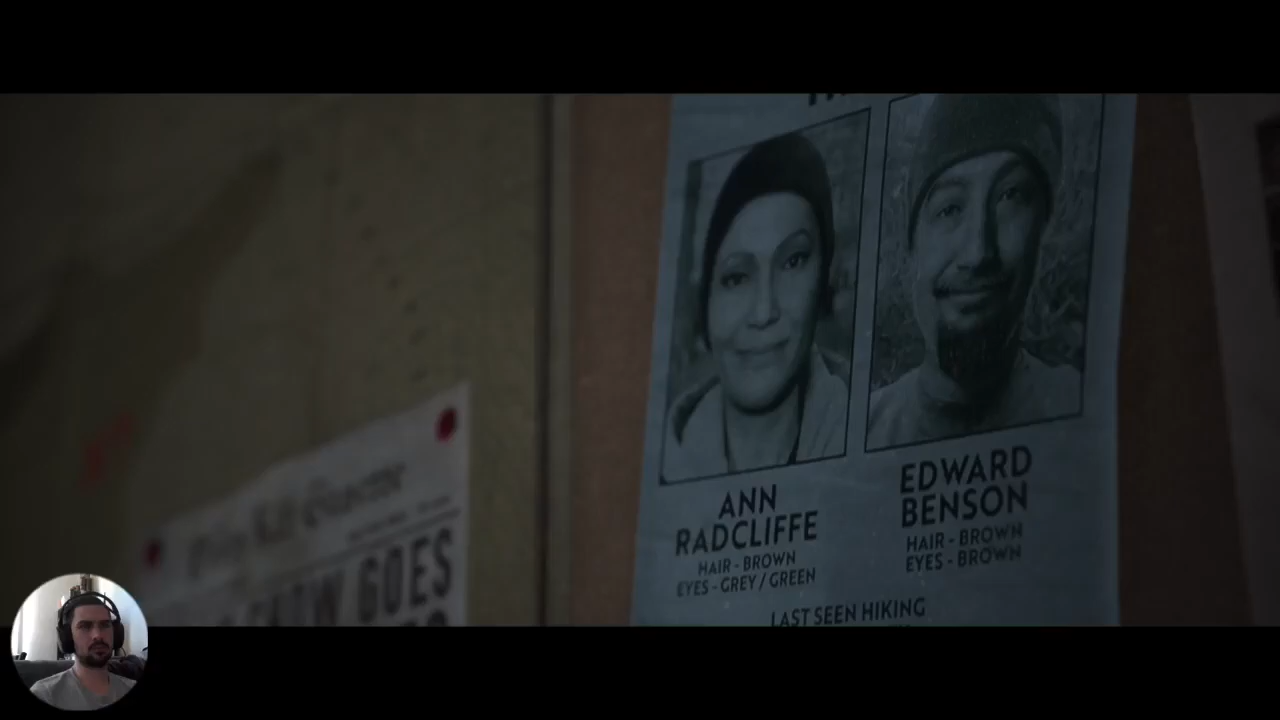 GOES
ANN
RADCLIFFE
HAIR - BROWN
EYES - GREY / GREEN
EDWARD
BENSON
HAIR - BROWN
EYES - BROWN
LAST SEEN HIKING